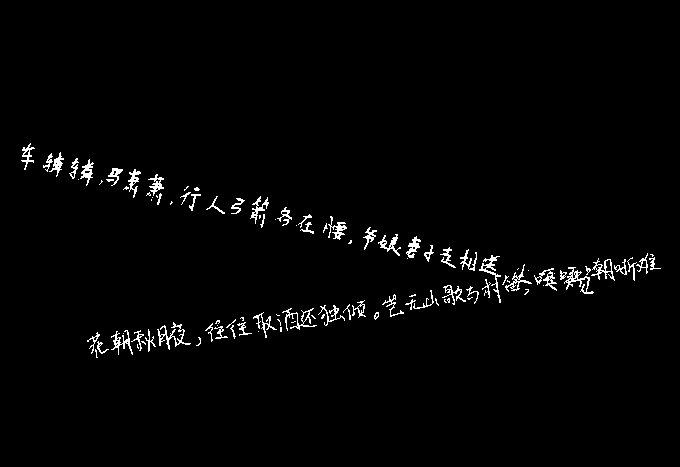 车辚辚,马萧萧,行人弓箭各在腰,爷娘妻子走相送
花朝秋月夜,往往取酒还独倾。岂无山歌与村笛,呕哑嘲哳难